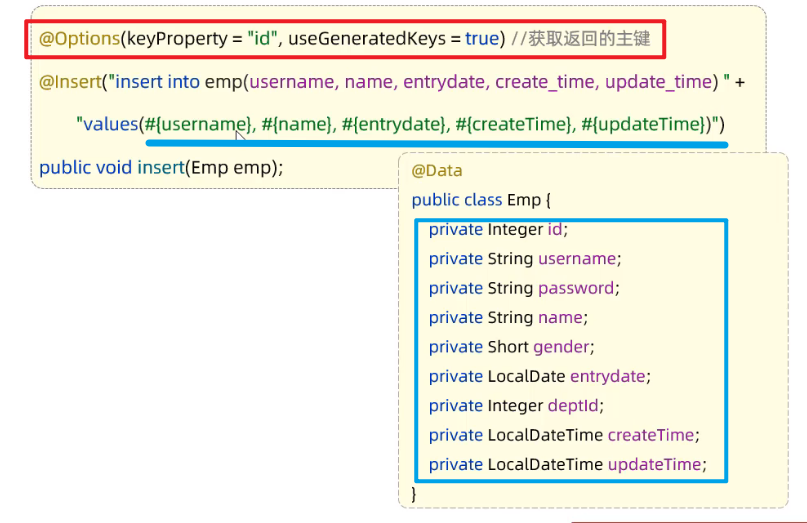 @Options(keyProperty = "id", useGeneratedKeys = true) //获取返回的主键
@Insert("insert into emp(username, name, entrydate, create_time, update_time) " +
"values(#{username}, #{name}, #{entrydate}, #{createTime}, #{updateTime})")
public void insert(Emp emp);
@Data
public class Emp {
private Integer id;
private String username;
private String password;
private String name;
private Short gender;
private LocalDate entrydate;
private Integer deptId;
private LocalDateTime createTime;
private LocalDateTime updateTime;
}